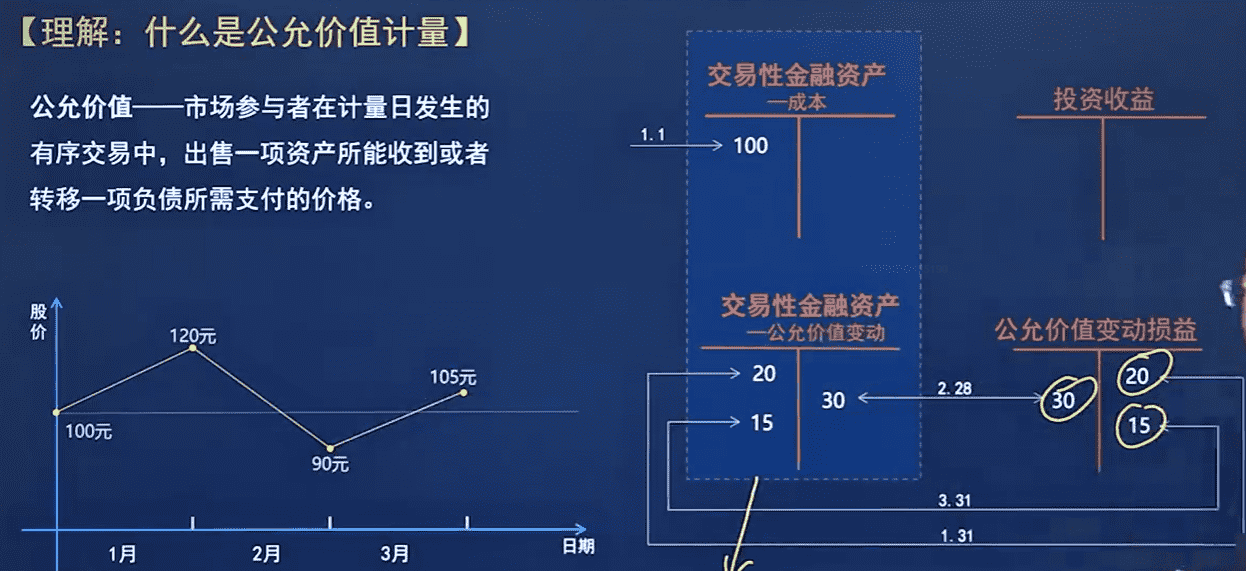 【理解：什么是公允价值计量】
公允价值——市场参与者在计量日发生的
有序交易中，出售一项资产所能收到或者
转移一项负债所需支付的价格。
股
价
120元
105元
100元
90元
1月
2月
3月
日期
交易性金融资产
—成本
1.1
100
投资收益
交易性金融资产
—公允价值变动
20
30
15
公允价值变动损益
2.28
30
20
15
3.31
1.31